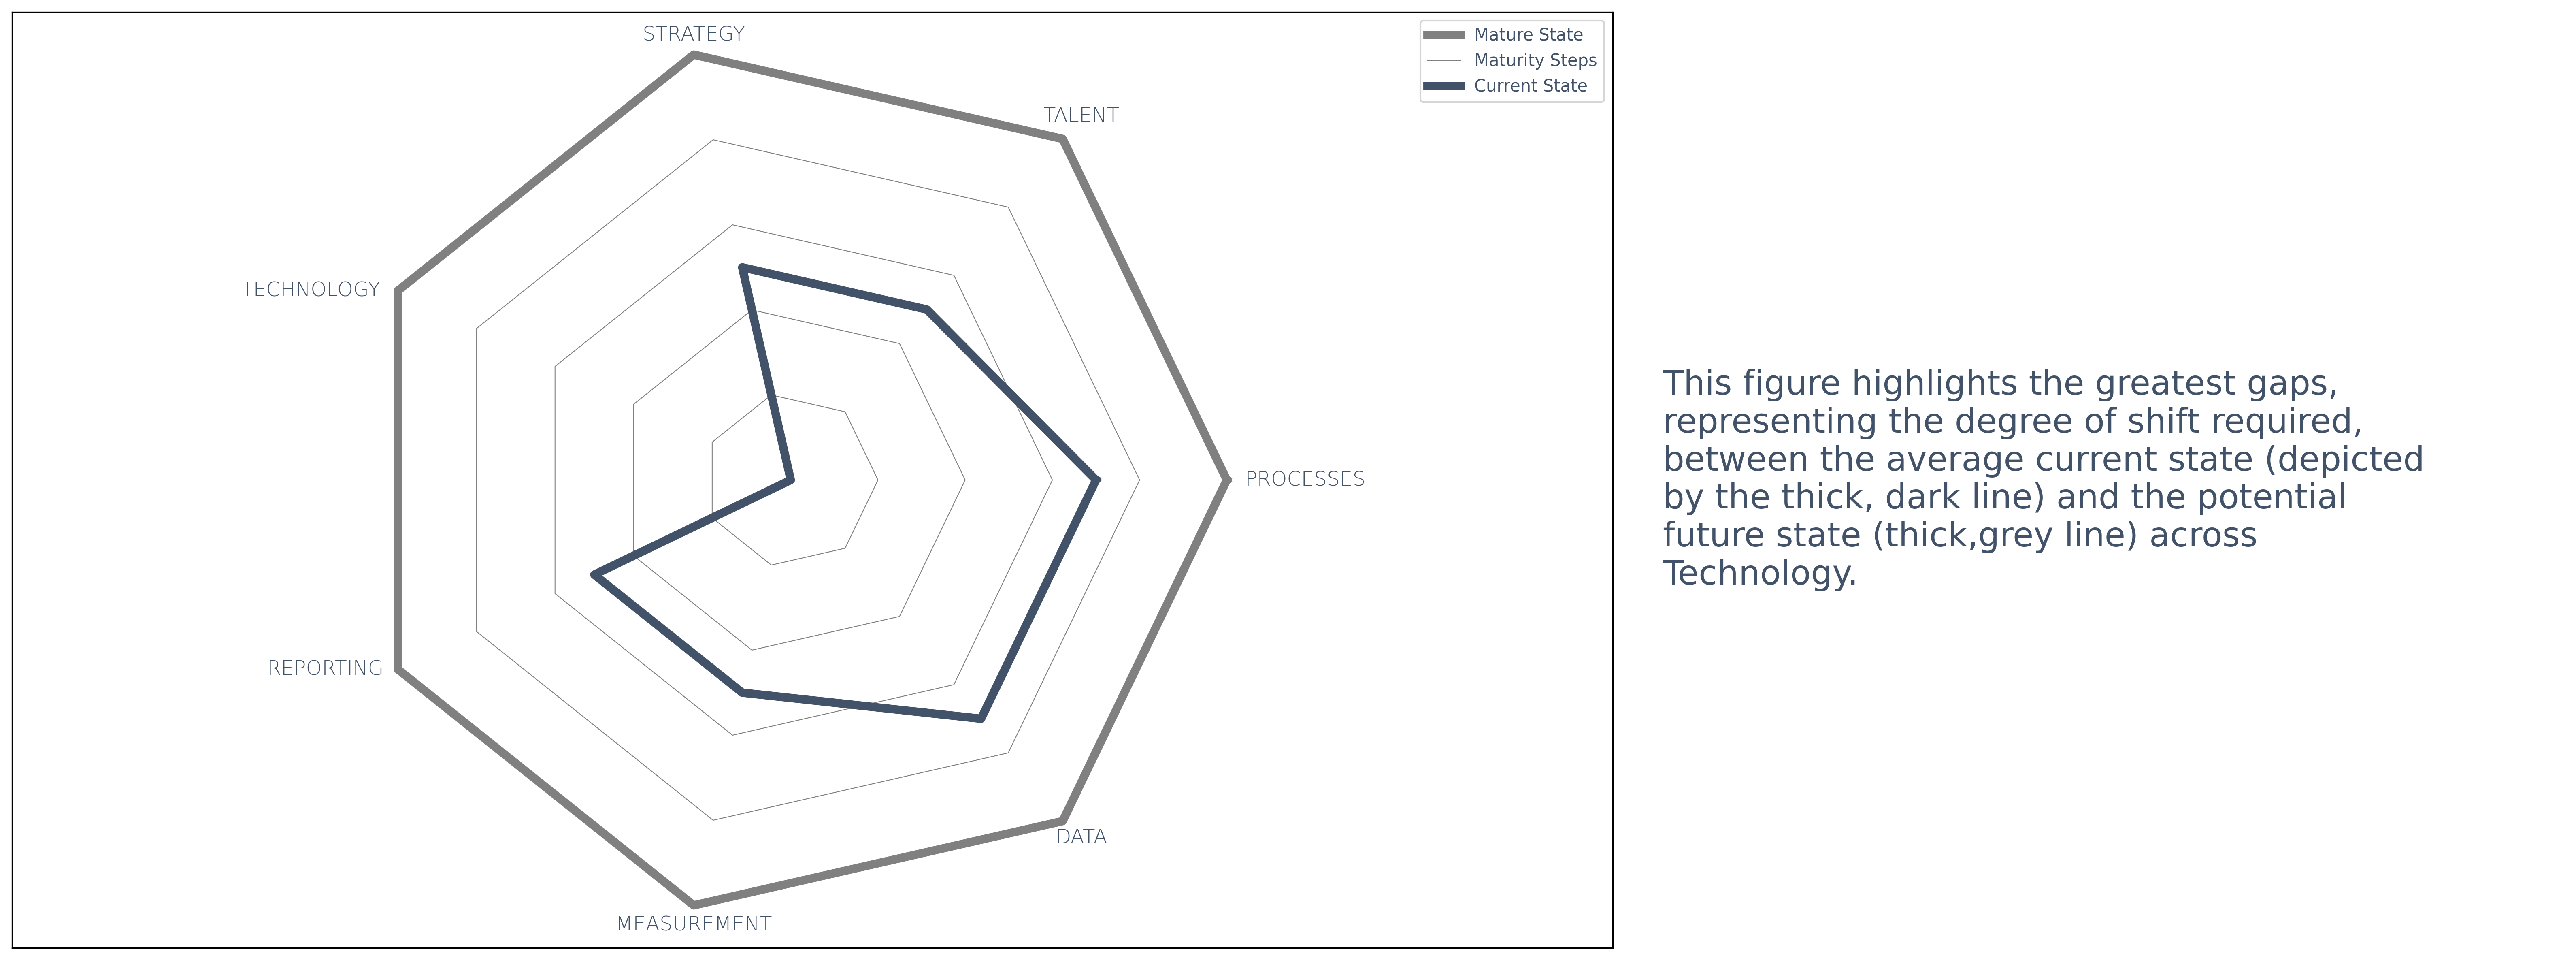 STRATEGY
Mature State
Maturity Steps
Current State
TALENT
TECHNOLOGY
PROCESSES
REPORTING
DATA
MEASUREMENT
This figure highlights the greatest gaps,
representing the degree of shift required,
between the average current state (depicted
by the thick, dark line) and the potential
future state (thick,grey line) across
Technology.